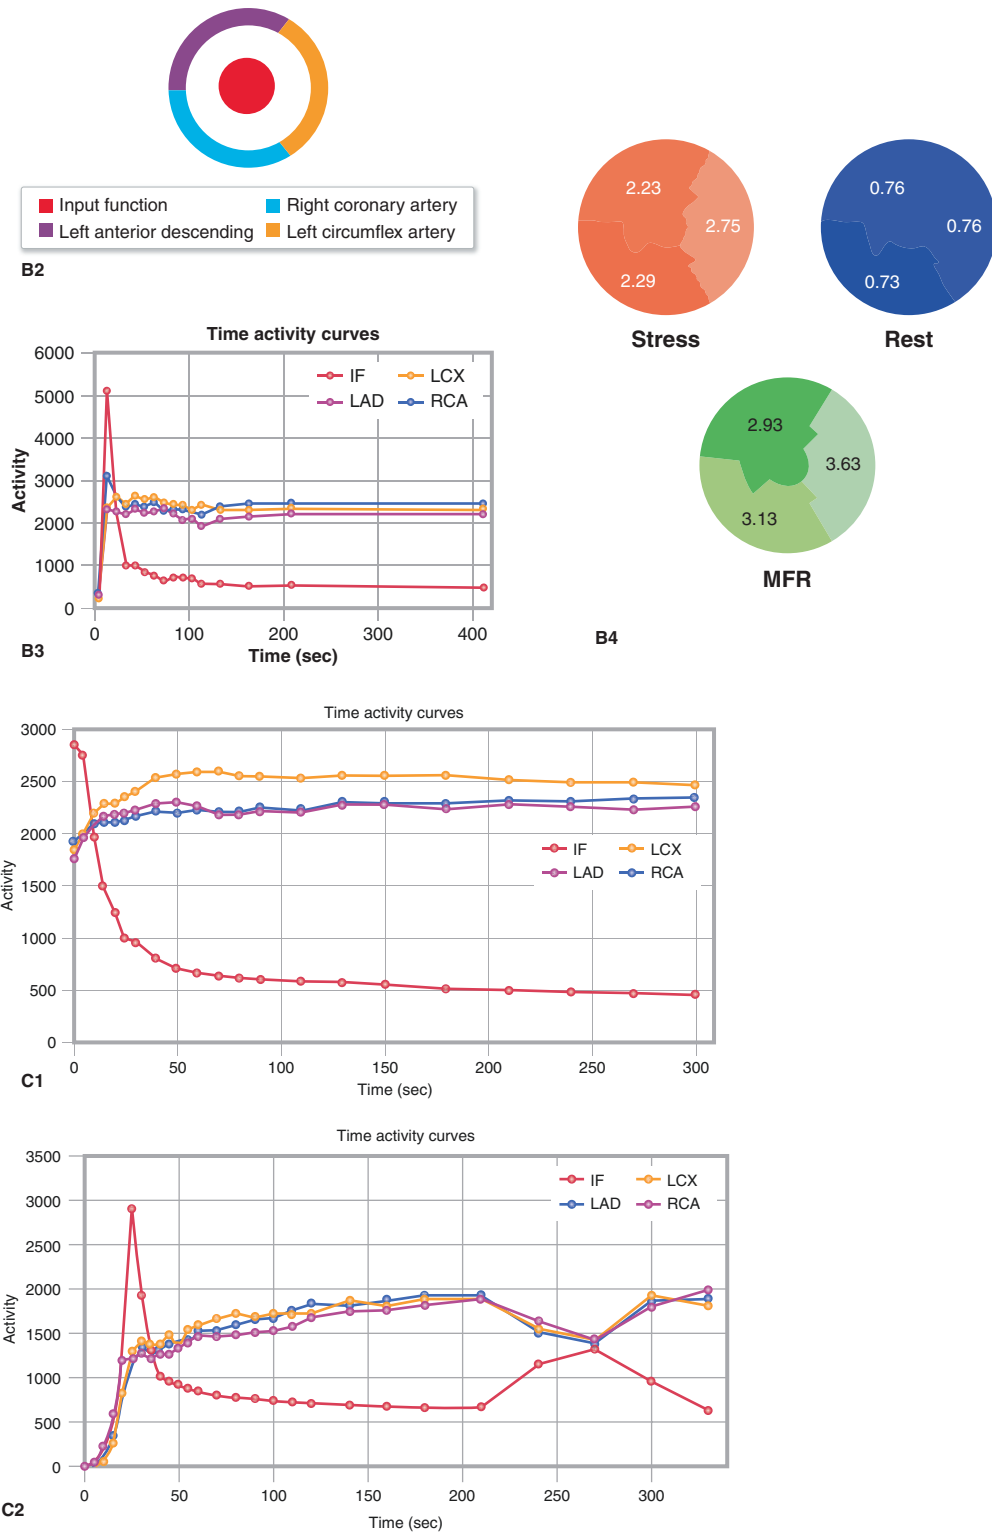 Input function
Right coronary artery
Left anterior descending
Left circumflex artery
B2
2.23
2.75
2.29
Stress
0.76
0.76
0.73
Rest
2.93
3.63
3.13
MFR
B4
Time activity curves
6000
5000
4000
3000
2000
1000
0
Activity
IF
LCX
LAD
RCA
0 100 200 300 400
Time (sec)
B3
Time activity curves
3000
2500
2000
1500
1000
500
0
Activity
IF
LCX
LAD
RCA
0 50 100 150 200 250 300
Time (sec)
C1
Time activity curves
3500
3000
2500
2000
1500
1000
500
0
Activity
IF
LCX
LAD
RCA
0 50 100 150 200 250 300
Time (sec)
C2